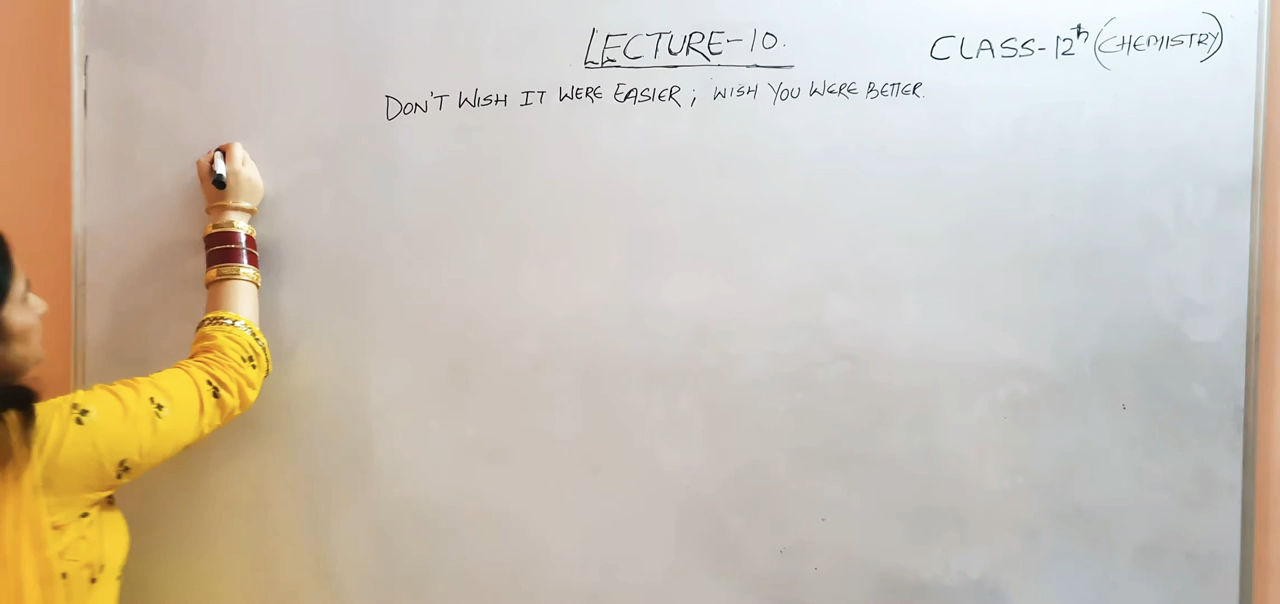 LECTURE-10.
CLASS-12th (CHEMISTRY)
DON'T WISH IT WERE EASIER; WISH YOU WERE BETTER.